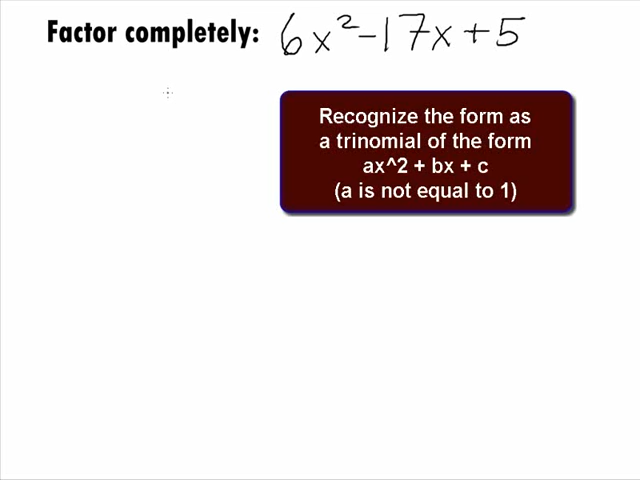 Factor completely: 6x²-17x+5
Recognize the form as
a trinomial of the form
ax^2 + bx + c
(a is not equal to 1)